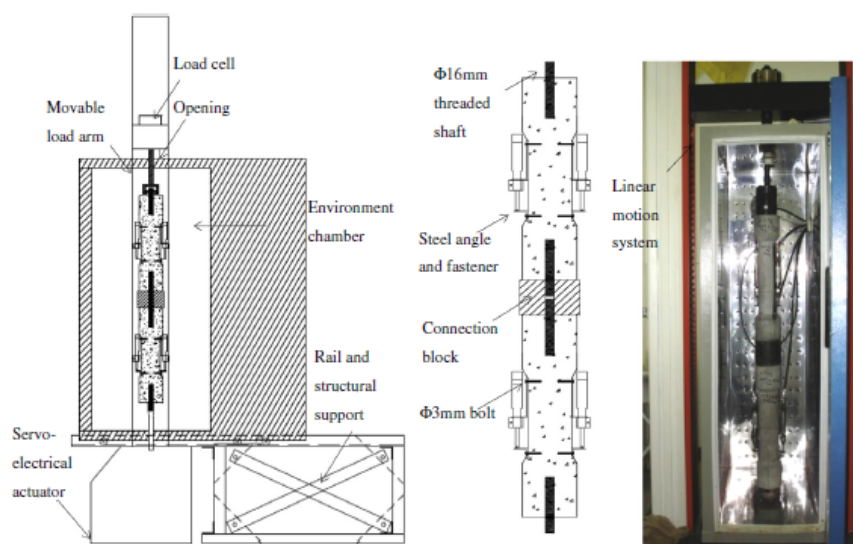 Load cell
Movable
load arm
Opening
Environment
chamber
Rail and
structural
support
Servo-
electrical
actuator
Φ16mm
threaded
shaft
Steel angle
and fastener
Connection
block
Φ3mm bolt
Linear
motion
system